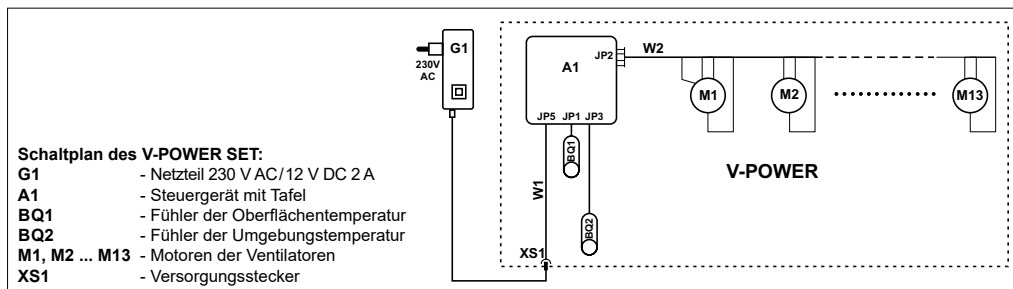 G1
230V
AC
A1
JP2
W2
JP5 JP1 JP3
M1
M2
M13
BQ1
BQ2
W1
XS1
V-POWER
Schaltplan des V-POWER SET:
G1 - Netzteil 230 V AC/12 V DC 2 A
A1 - Steuergerät mit Tafel
BQ1 - Fühler der Oberflächentemperatur
BQ2 - Fühler der Umgebungstemperatur
M1, M2 ... M13 - Motoren der Ventilatoren
XS1 - Versorgungsstecker